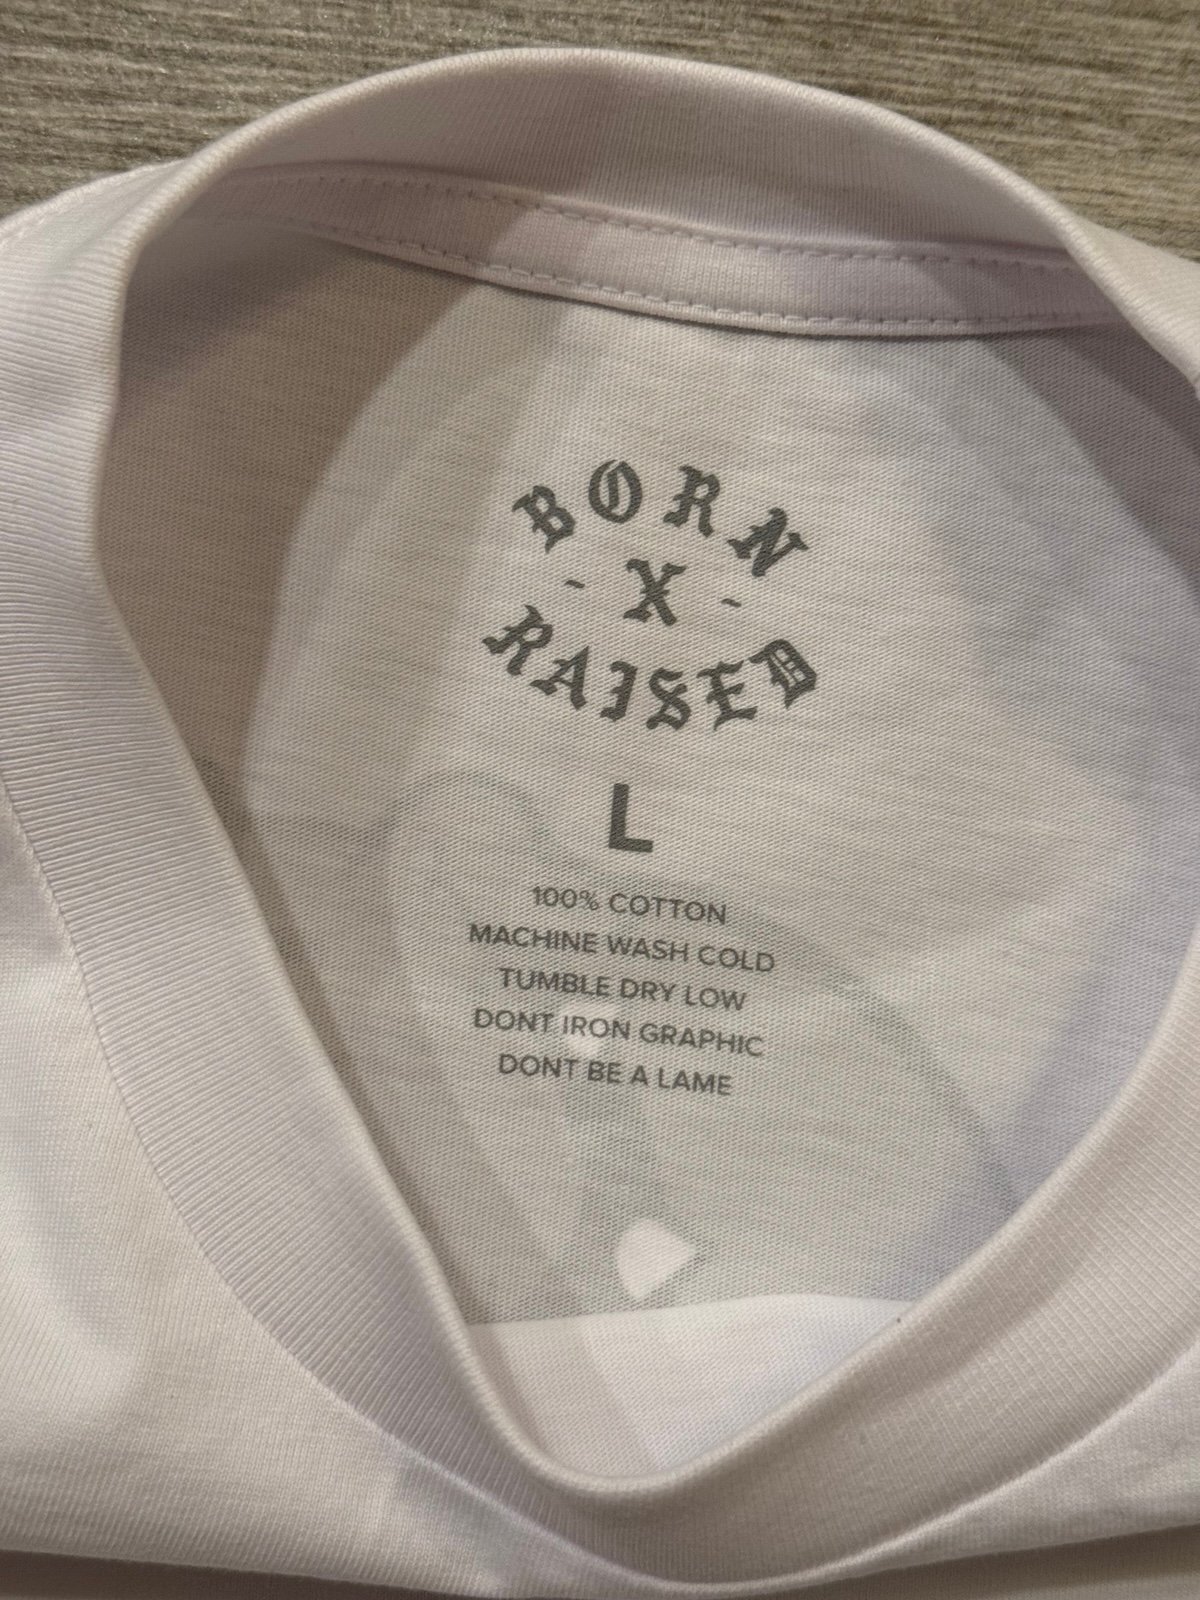 BORN
- X -
RAISED
L
100% COTTON
MACHINE WASH COLD
TUMBLE DRY LOW
DONT IRON GRAPHIC
DONT BE A LAME